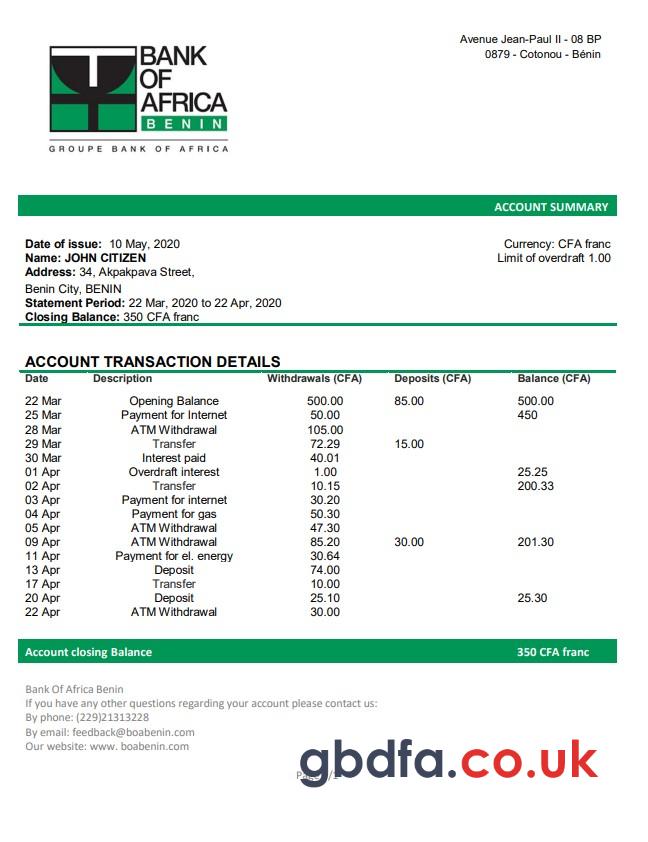 Avenue Jean-Paul II - 08 BP
0879 - Cotonou - Bénin
BANK
OF
AFRICA
BENIN
GROUPE BANK OF AFRICA
ACCOUNT SUMMARY
Date of issue: 10 May, 2020 Currency: CFA franc
Name: JOHN CITIZEN Limit of overdraft 1.00
Address: 34, Akpakpava Street,
Benin City, BENIN
Statement Period: 22 Mar, 2020 to 22 Apr, 2020
Closing Balance: 350 CFA franc
ACCOUNT TRANSACTION DETAILS
Date Description Withdrawals (CFA) Deposits (CFA) Balance (CFA)
22 Mar Opening Balance 500.00 85.00 500.00
25 Mar Payment for Internet 50.00 450
28 Mar ATM Withdrawal 105.00
29 Mar Transfer 72.29 15.00
30 Mar Interest paid 40.01
01 Apr Overdraft interest 1.00 25.25
02 Apr Transfer 10.15 200.33
03 Apr Payment for internet 30.20
04 Apr Payment for gas 50.30
05 Apr ATM Withdrawal 47.30
09 Apr ATM Withdrawal 85.20 30.00 201.30
11 Apr Payment for el. energy 30.64
13 Apr Deposit 74.00
17 Apr Transfer 10.00
20 Apr Deposit 25.10 25.30
22 Apr ATM Withdrawal 30.00
Account closing Balance 350 CFA franc
Bank Of Africa Benin
If you have any other questions regarding your account please contact us:
By phone: (229)21313228
By email: feedback@boabenin.com
Our website: www. boabenin.com
gbdfa.co.uk